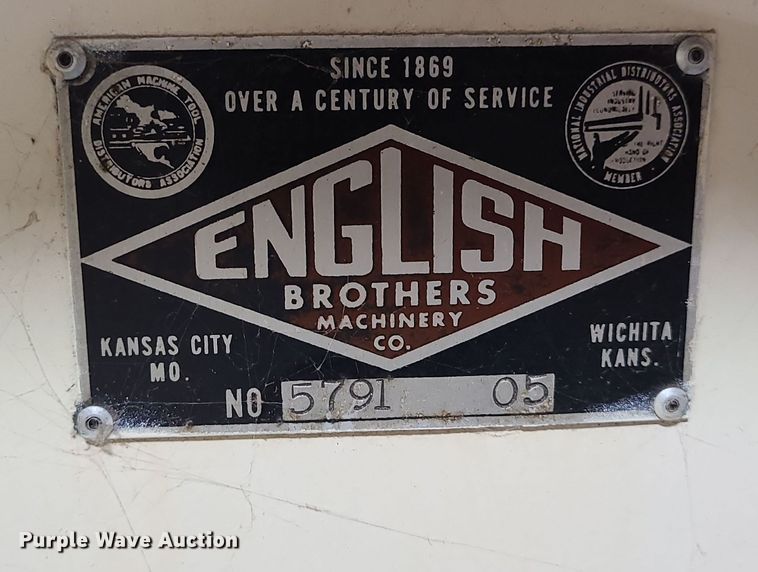 SINCE 1869
OVER A CENTURY OF SERVICE
AMERICAN MACHINE TOOL
DISTRIBUTORS ASSOCIATION
NATIONAL INDUSTRIAL DISTRIBUTORS ASSOCIATION
MEMBER
ENGLISH
BROTHERS
MACHINERY
CO.
KANSAS CITY
MO.
WICHITA
KANS.
NO 5791 05
Purple Wave Auction